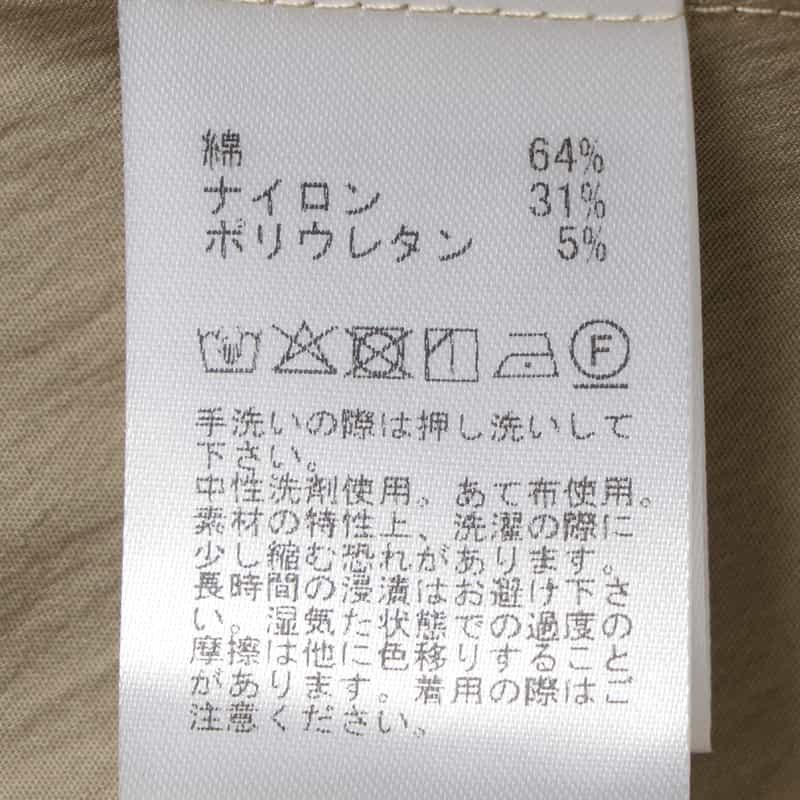 綿 64%
ナイロン 31%
ポリウレタン 5%
F
手洗いの際は押し洗いして
下さい。
中性洗剤使用。あて布使用。
素材の特性上、洗濯の際に
少し縮む恐れがあります。
長時間の浸漬はお避け下さ
い。湿気た状態での過度の
摩擦は他に色移りすること
があります。着用の際はご
注意ください。